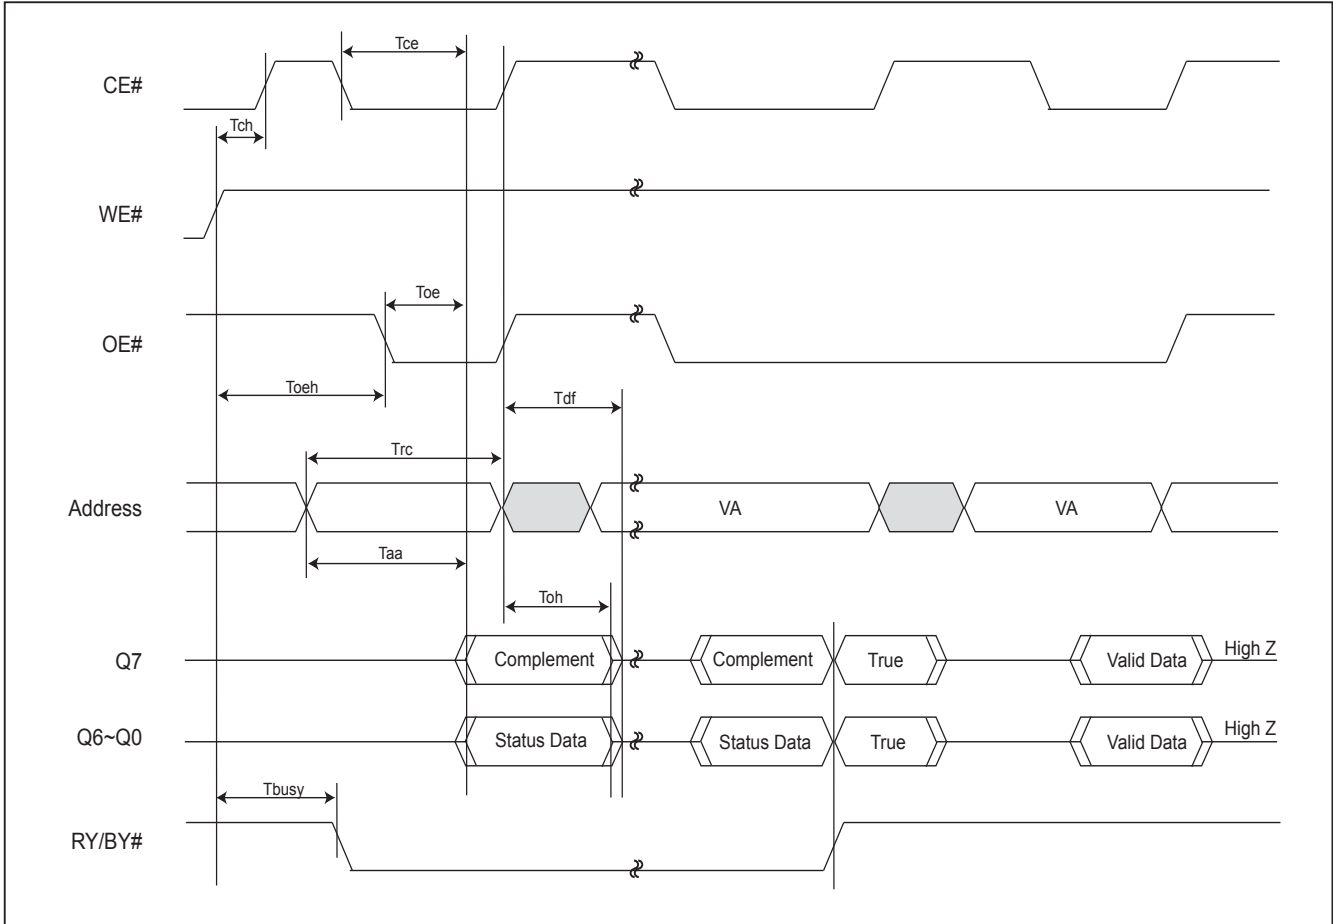 Tce
CE#
Tch
WE#
Toe
OE#
Toeh
Tdf
Trc
Address VA VA
Taa
Toh
Q7 Complement Complement True Valid Data High Z
Q6~Q0 Status Data Status Data True Valid Data High Z
Tbusy
RY/BY#